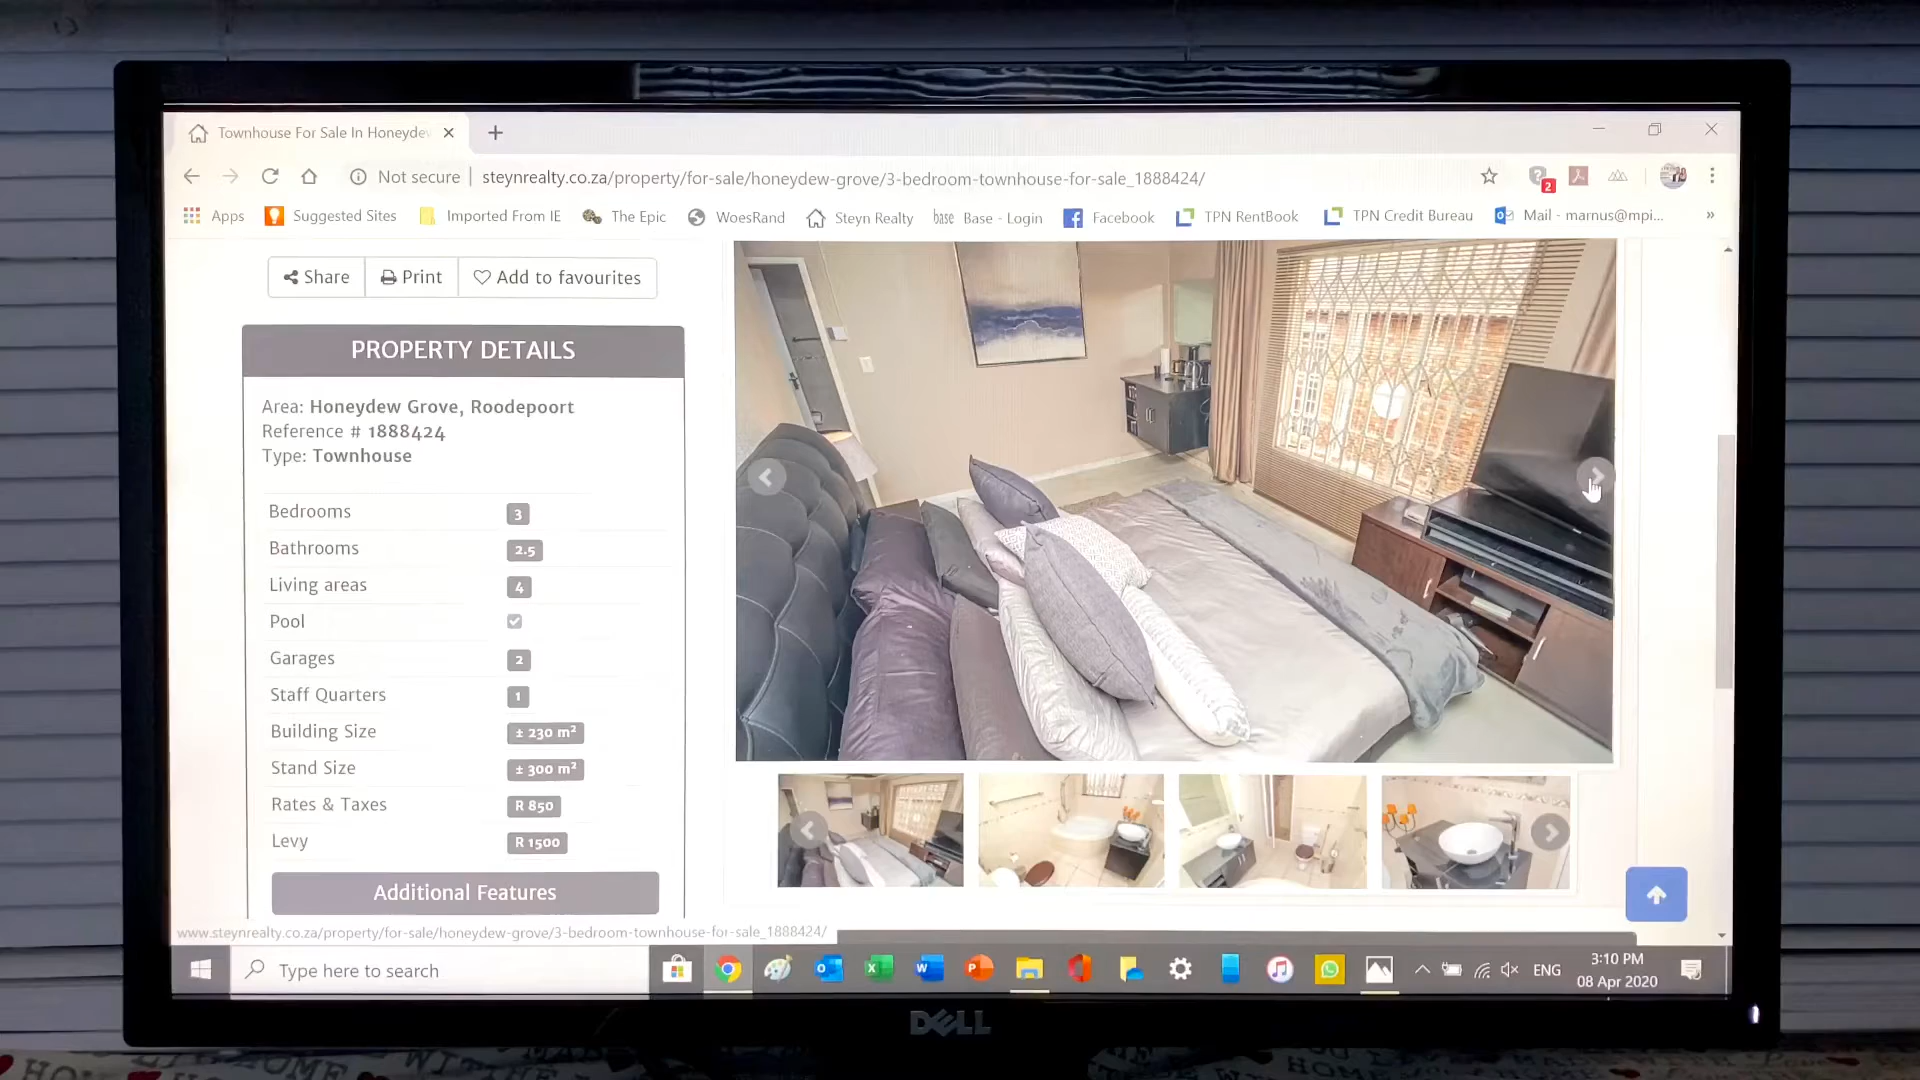 Townhouse For Sale In Honeydew
Not secure | steynrealty.co.za/property/for-sale/honeydew-grove/3-bedroom-townhouse-for-sale_1888424/
2
Apps Suggested Sites Imported From IE The Epic WoesRand Steyn Realty base Base - Login Facebook TPN RentBook TPN Credit Bureau Mail - marnus@mpi... »
Share Print Add to favourites
PROPERTY DETAILS
Area: Honeydew Grove, Roodepoort
Reference # 1888424
Type: Townhouse
Bedrooms 3
Bathrooms 2.5
Living areas 4
Pool
Garages 2
Staff Quarters 1
Building Size ± 230 m²
Stand Size ± 300 m²
Rates & Taxes R 850
Levy R 1500
Additional Features
www.steynrealty.co.za/property/for-sale/honeydew-grove/3-bedroom-townhouse-for-sale_1888424/
Type here to search
ENG
3:10 PM
08 Apr 2020
DELL
HOME